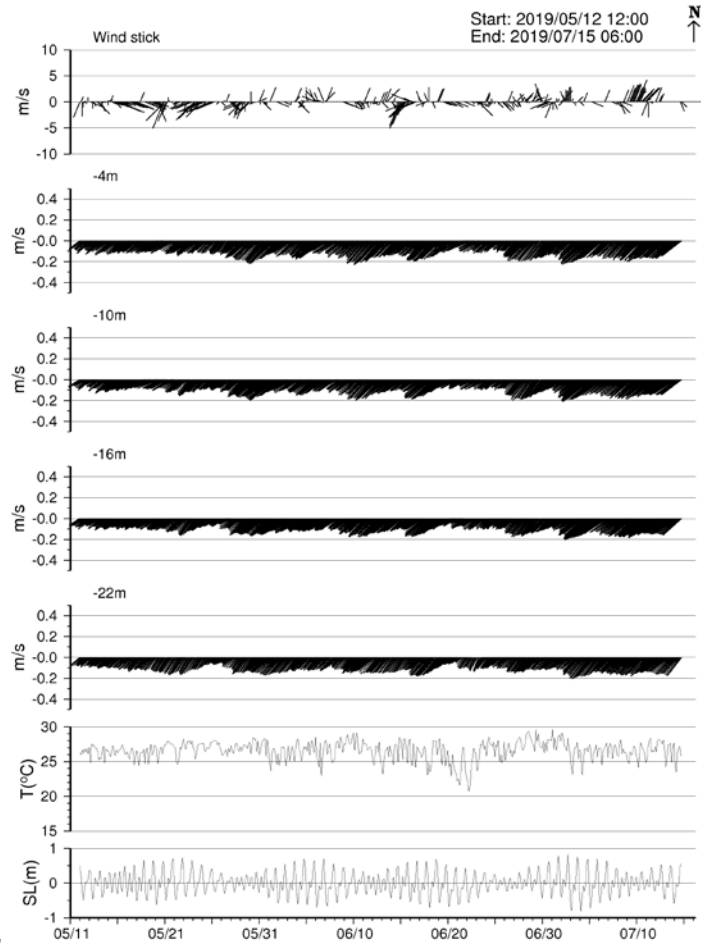 Start: 2019/05/12 12:00
End: 2019/07/15 06:00
N
Wind stick
10
5
0
-5
-10
m/s
-4m
0.4
0.2
-0.0
-0.2
-0.4
m/s
-10m
0.4
0.2
-0.0
-0.2
-0.4
m/s
-16m
0.4
0.2
-0.0
-0.2
-0.4
m/s
-22m
0.4
0.2
-0.0
-0.2
-0.4
m/s
30
25
20
15
T(°C)
1
0
-1
SL(m)
05/11 05/21 05/31 06/10 06/20 06/30 07/10